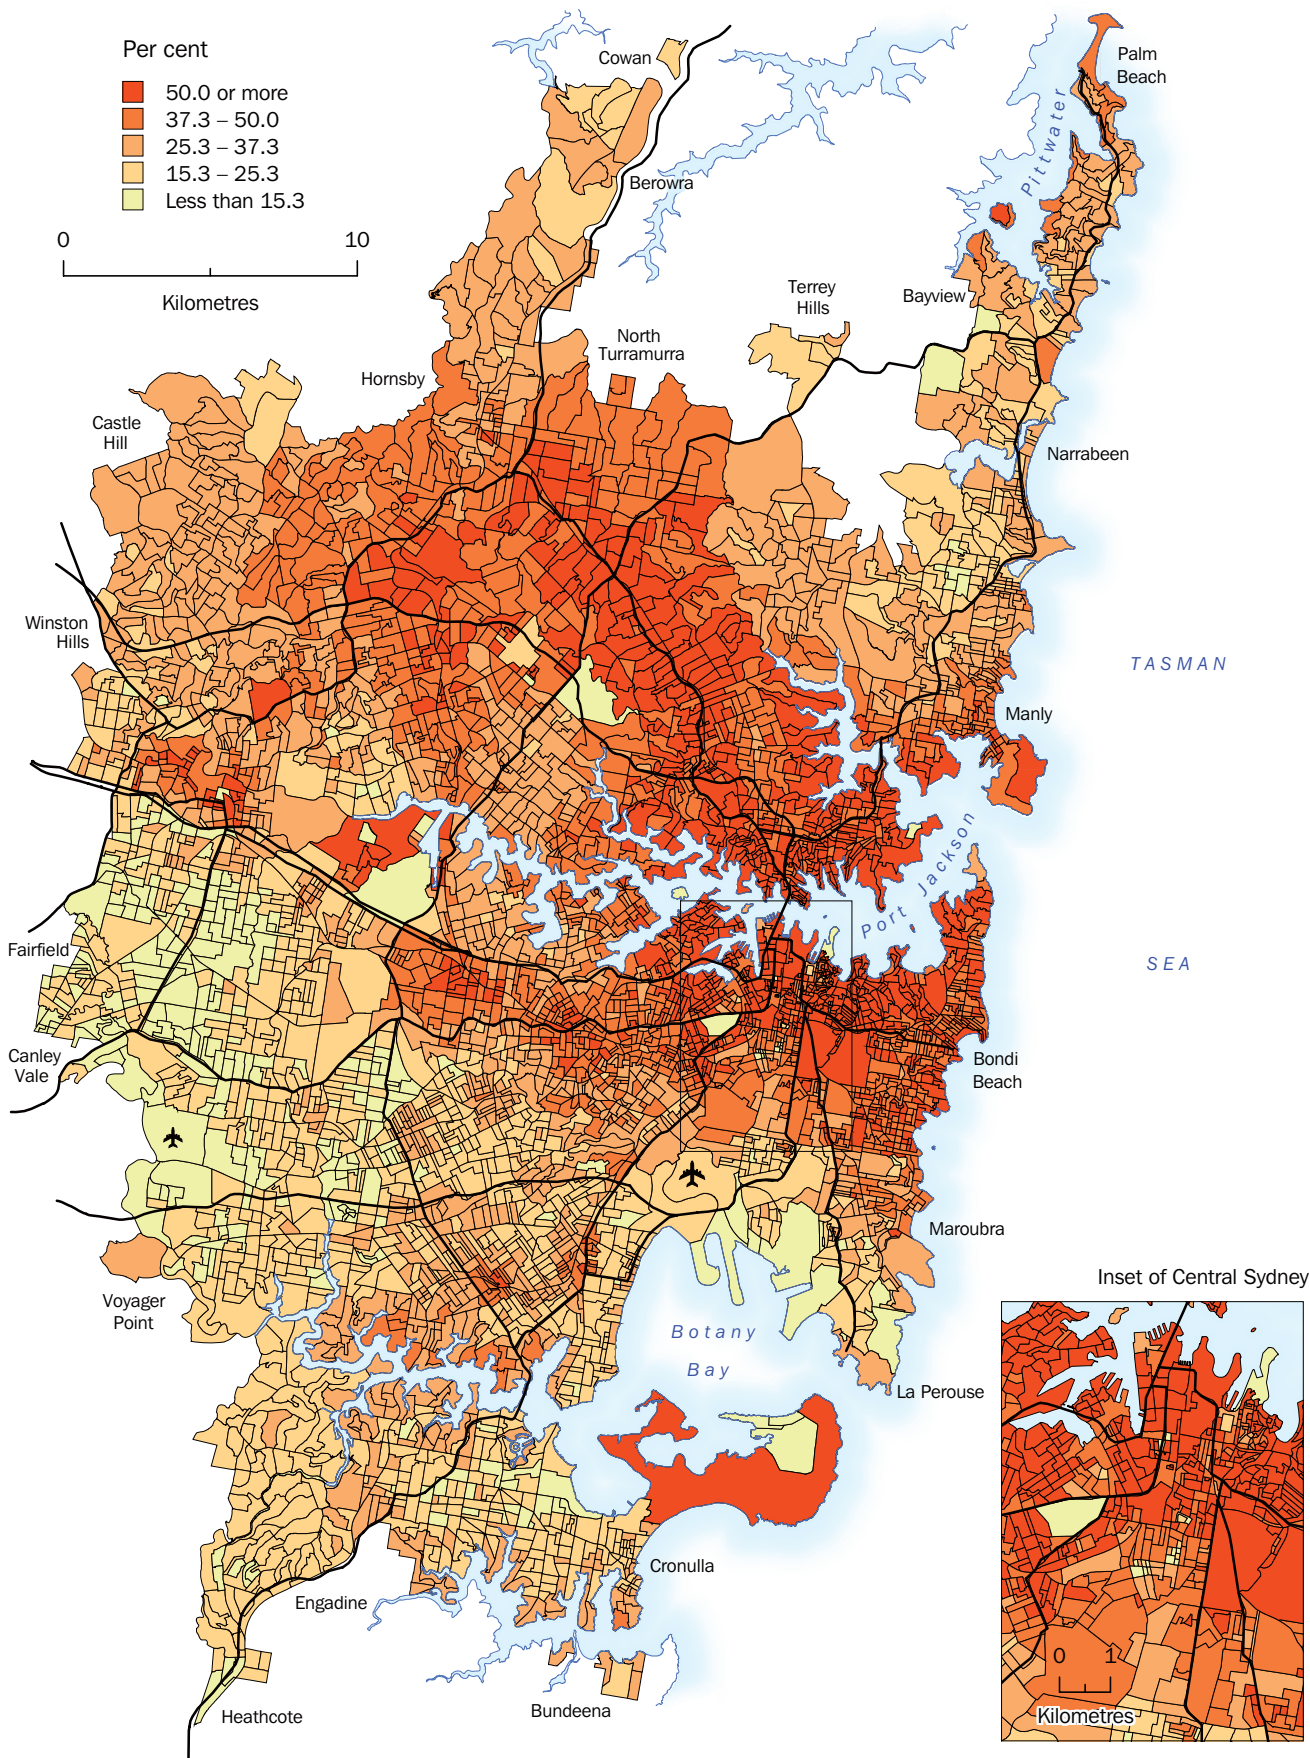 Per cent
50.0 or more
37.3 – 50.0
25.3 – 37.3
15.3 – 25.3
Less than 15.3
0 10
Kilometres
Cowan
Palm
Beach
Pittwater
Berowra
Terrey
Hills
Bayview
North
Turramurra
Hornsby
Castle
Hill
Narrabeen
Winston
Hills
TASMAN
Manly
Port Jackson
Fairfield
SEA
Canley
Vale
Bondi
Beach
Maroubra
Voyager
Point
Botany
Bay
La Perouse
Cronulla
Engadine
Bundeena
Heathcote
Inset of Central Sydney
0 1
Kilometres